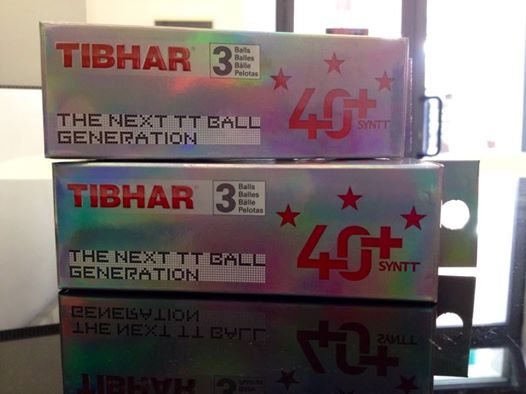 TIBHAR
3 Balls
Balles
Bälle
Pelotas
THE NEXT TT BALL
GENERATION
40+
SYNTT
TIBHAR
3 Balls
Balles
Bälle
Pelotas
THE NEXT TT BALL
GENERATION
40+
SYNTT